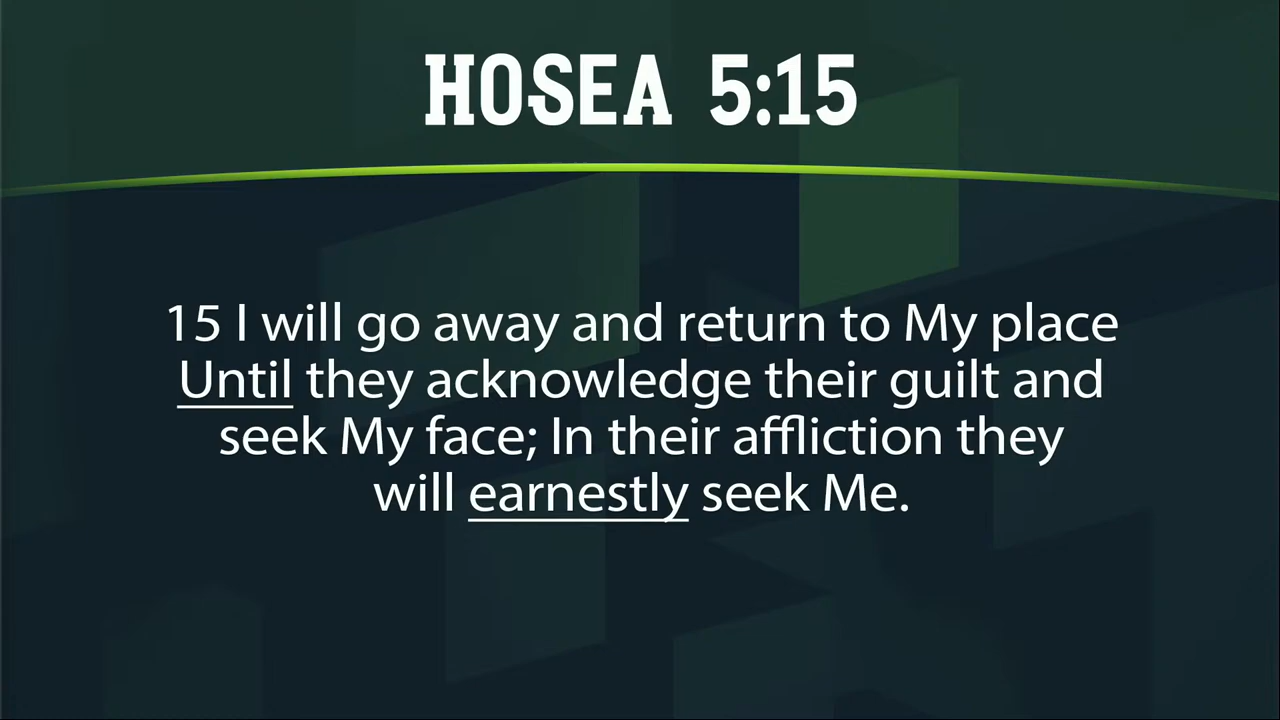 HOSEA 5:15
15 I will go away and return to My place
Until they acknowledge their guilt and
seek My face; In their affliction they
will earnestly seek Me.